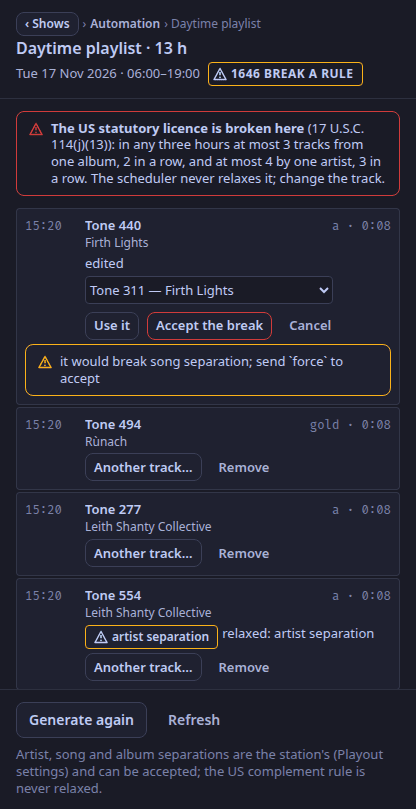 ‹ Shows › Automation › Daytime playlist
Daytime playlist · 13 h
Tue 17 Nov 2026 · 06:00–19:00 ⚠ 1646 BREAK A RULE
⚠ The US statutory licence is broken here (17 U.S.C.
114(j)(13)): in any three hours at most 3 tracks from
one album, 2 in a row, and at most 4 by one artist, 3 in
a row. The scheduler never relaxes it; change the track.
15:20 Tone 440 a · 0:08
Firth Lights
edited
Tone 311 — Firth Lights
Use it Accept the break Cancel
⚠ it would break song separation; send `force` to
accept
15:20 Tone 494 gold · 0:08
Rùnach
Another track... Remove
15:20 Tone 277 a · 0:08
Leith Shanty Collective
Another track... Remove
15:20 Tone 554 a · 0:08
Leith Shanty Collective
⚠ artist separation relaxed: artist separation
Another track... Remove
Generate again Refresh
Artist, song and album separations are the station's (Playout
settings) and can be accepted; the US complement rule is
never relaxed.